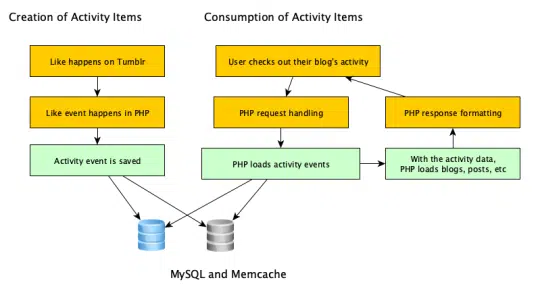 Creation of Activity Items
Consumption of Activity Items
Like happens on Tumblr
User checks out their blog's activity
Like event happens in PHP
PHP request handling
PHP response formatting
Activity event is saved
PHP loads activity events
With the activity data,
PHP loads blogs, posts, etc
MySQL and Memcache